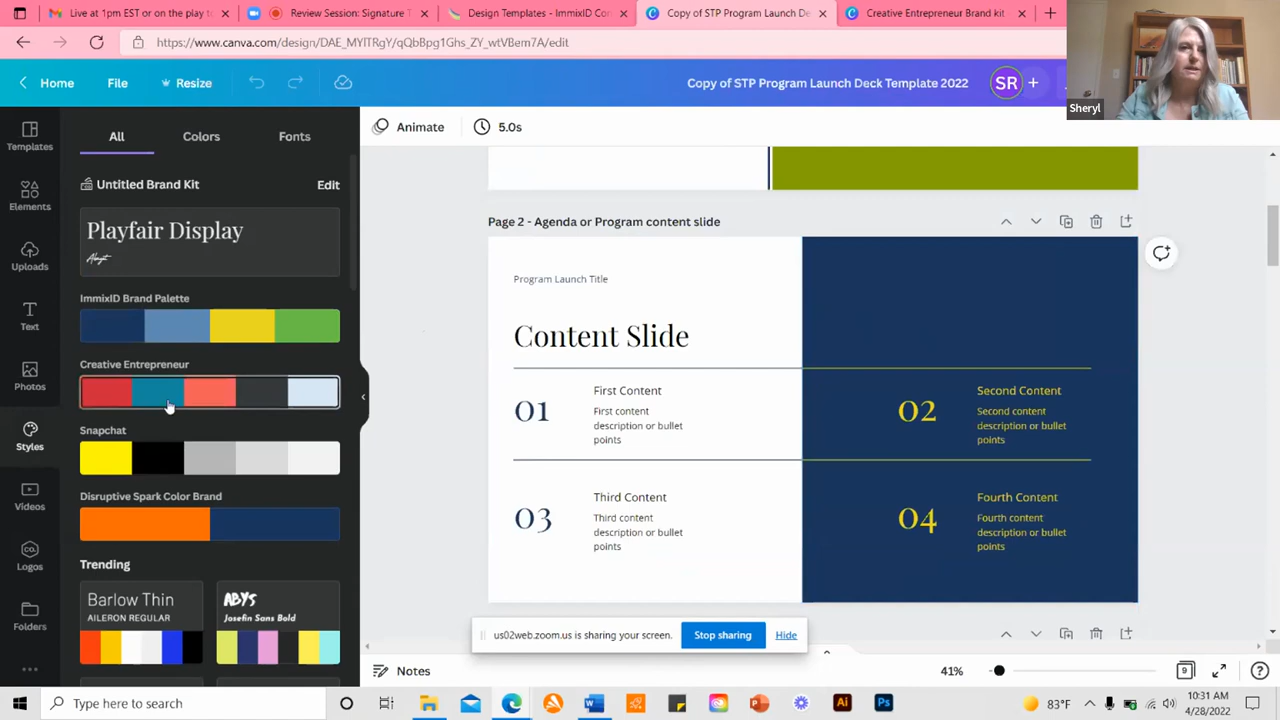 Live at 1pm EST or on the play to
Review Session: Signature T
Design Templates - ImmixID Con
Copy of STP Program Launch De
Creative Entrepreneur Brand kit
https://www.canva.com/design/DAE_MYlTRgY/qQbBpg1Ghs_ZY_wtVBem7A/edit
Sheryl
Home
File
Resize
Copy of STP Program Launch Deck Template 2022
SR
Templates
Elements
Uploads
Text
Photos
Styles
Videos
CO.
Logos
Folders
All
Colors
Fonts
Untitled Brand Kit
Edit
Playfair Display
ImmixID Brand Palette
Creative Entrepreneur
Snapchat
Disruptive Spark Color Brand
Trending
Barlow Thin
AILERON REGULAR
ABYS
Josefin Sans Bold
Animate
5.0s
Page 2 - Agenda or Program content slide
Program Launch Title
Content Slide
01
First Content
First content
description or bullet
points
02
Second Content
Second content
description or bullet
points
03
Third Content
Third content
description or bullet
points
04
Fourth Content
Fourth content
description or bullet
points
us02web.zoom.us is sharing your screen.
Stop sharing
Hide
Notes
41%
9
Type here to search
Ai
Ps
83°F
10:31 AM
4/28/2022